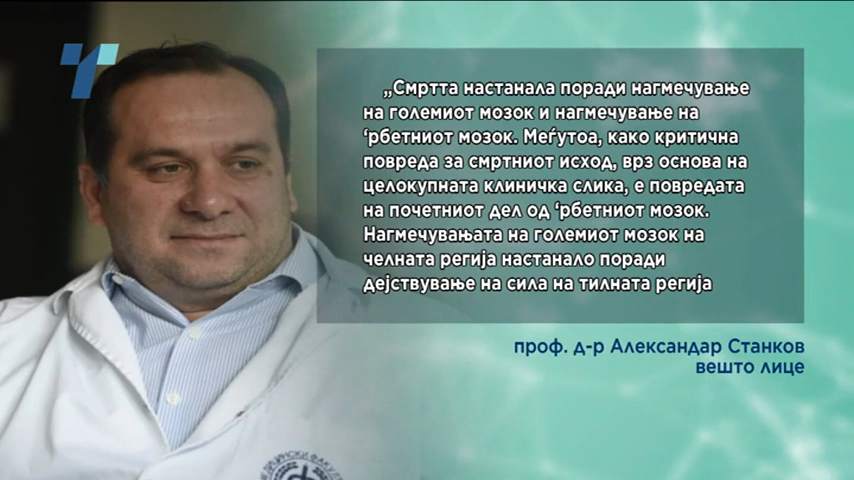 „Смртта настанала поради нагмечување
на големиот мозок и нагмечување на
‘рбетниот мозок. Меѓутоа, како критична
повреда за смртниот исход, врз основа на
целокупната клиничка слика, е повредата
на почетниот дел од ‘рбетниот мозок.
Нагмечувањата на големиот мозок на
челната регија настанало поради
дејствување на сила на тилната регија
проф. д-р Александар Станков
вешто лице